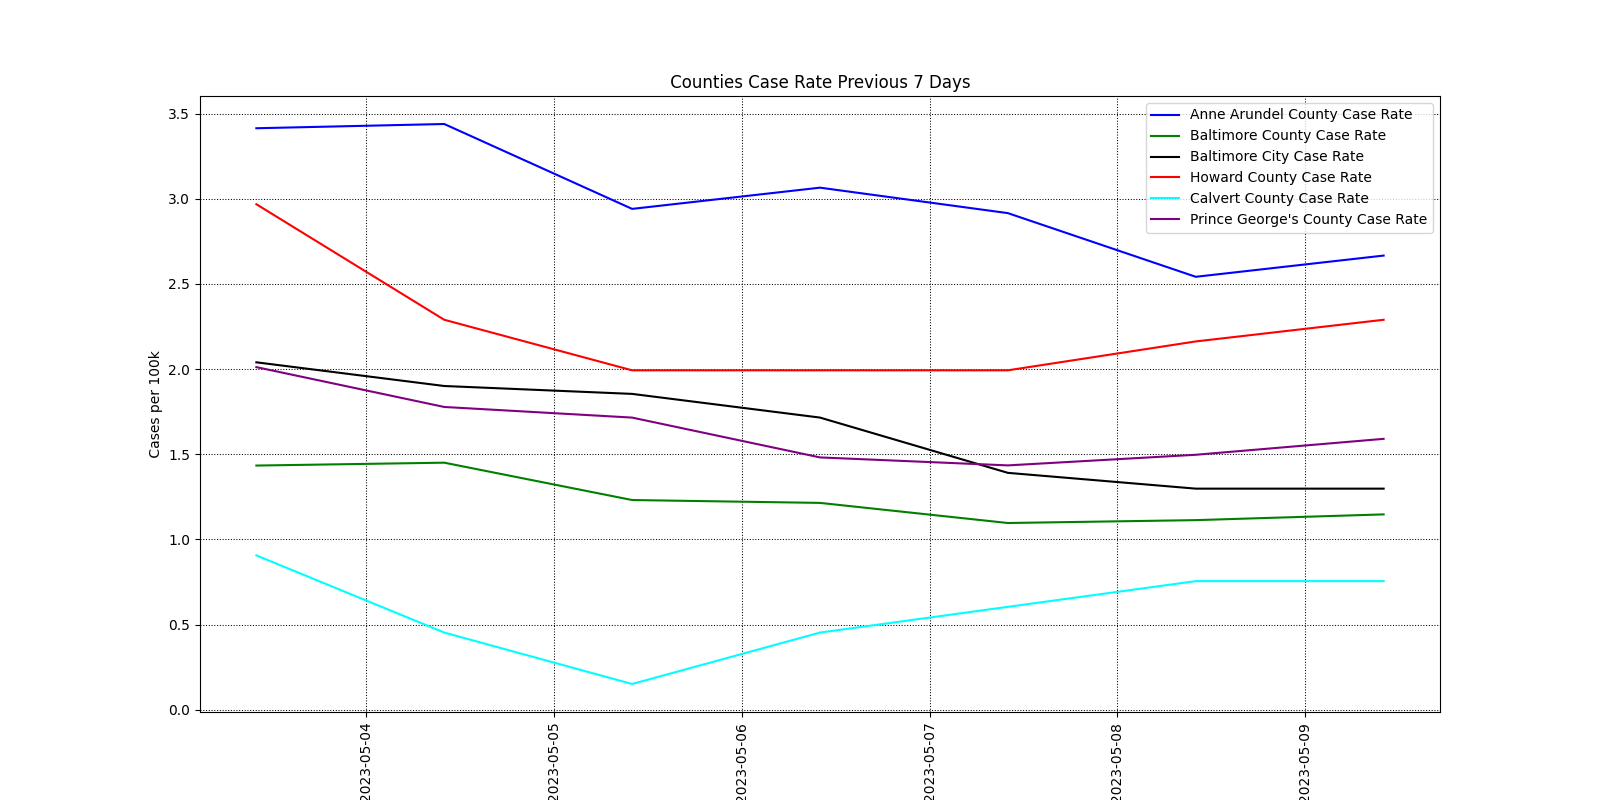 Counties Case Rate Previous 7 Days
Anne Arundel County Case Rate
Baltimore County Case Rate
Baltimore City Case Rate
Howard County Case Rate
Calvert County Case Rate
Prince George's County Case Rate
Cases per 100k
3.5
3.0
2.5
2.0
1.5
1.0
0.5
0.0
2023-05-04
2023-05-05
2023-05-06
2023-05-07
2023-05-08
2023-05-09